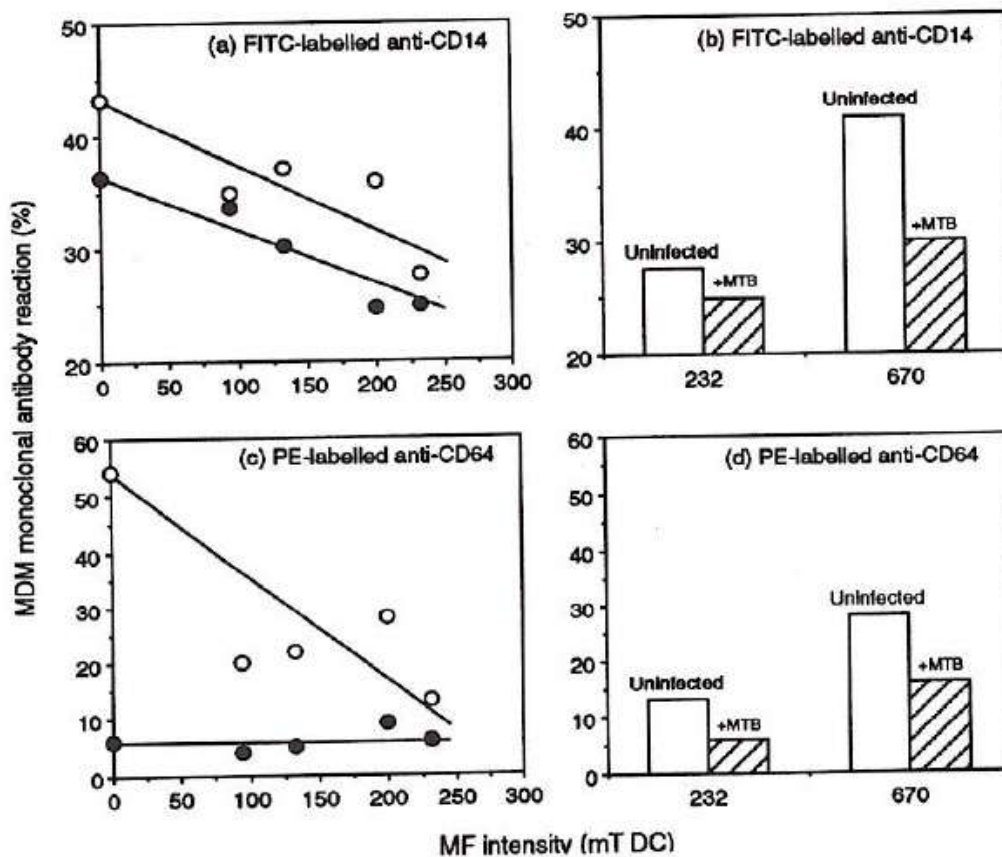 MDM monoclonal antibody reaction (%)
(a) FITC-labelled anti-CD14
50
40
30
20
0 50 100 150 200 250 300
(b) FITC-labelled anti-CD14
50
40
30
20
Uninfected
+MTB
Uninfected
+MTB
232 670
(c) PE-labelled anti-CD64
60
50
40
30
20
10
0
0 50 100 150 200 250 300
(d) PE-labelled anti-CD64
60
50
40
30
20
10
0
Uninfected
+MTB
Uninfected
+MTB
232 670
MF intensity (mT DC)